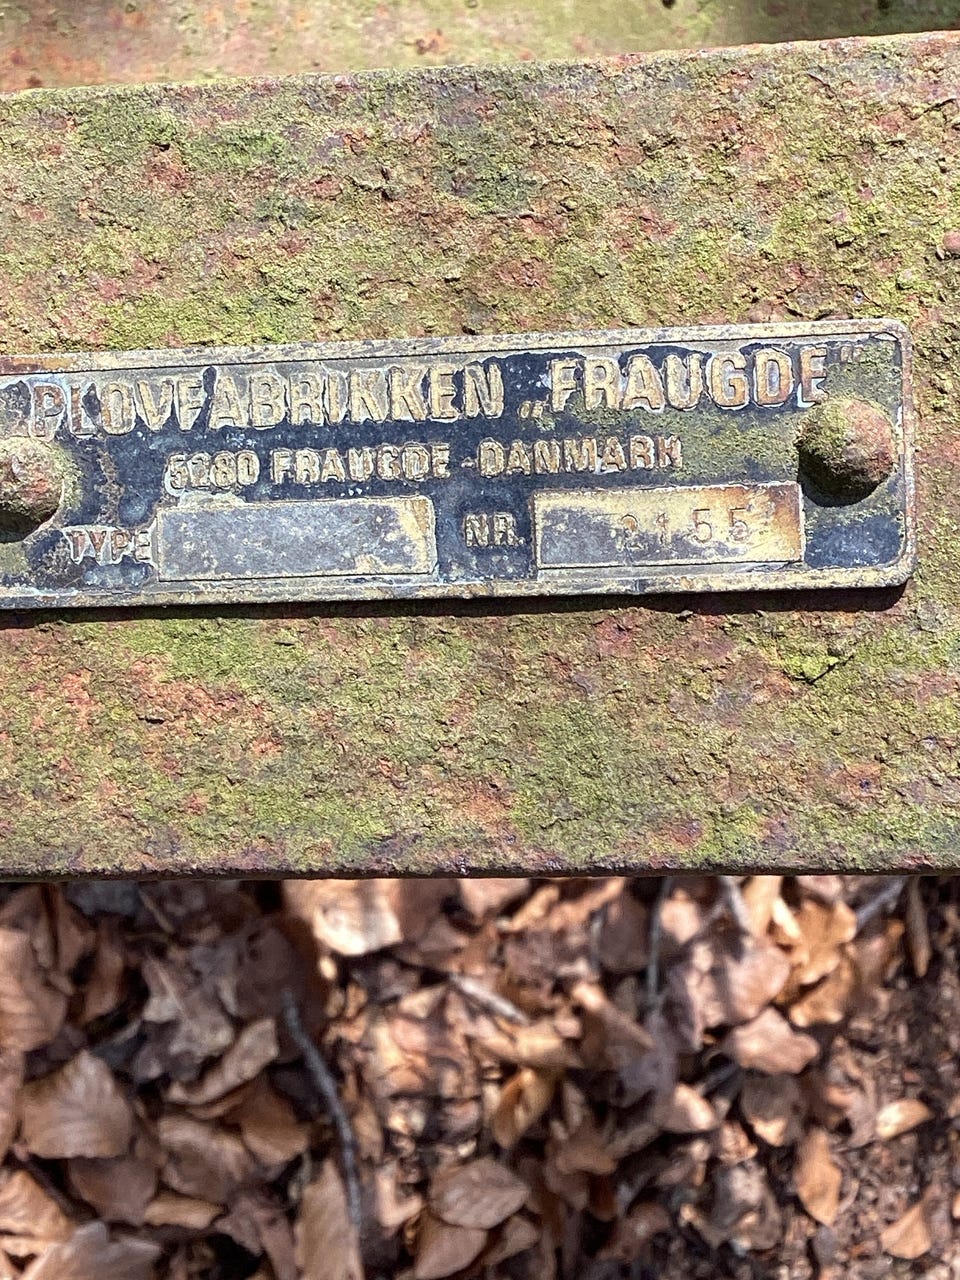 PLOVFABRIKKEN „FRAUGDE"
5280 FRAUGDE - DANMARK
TYPE NR. 2155